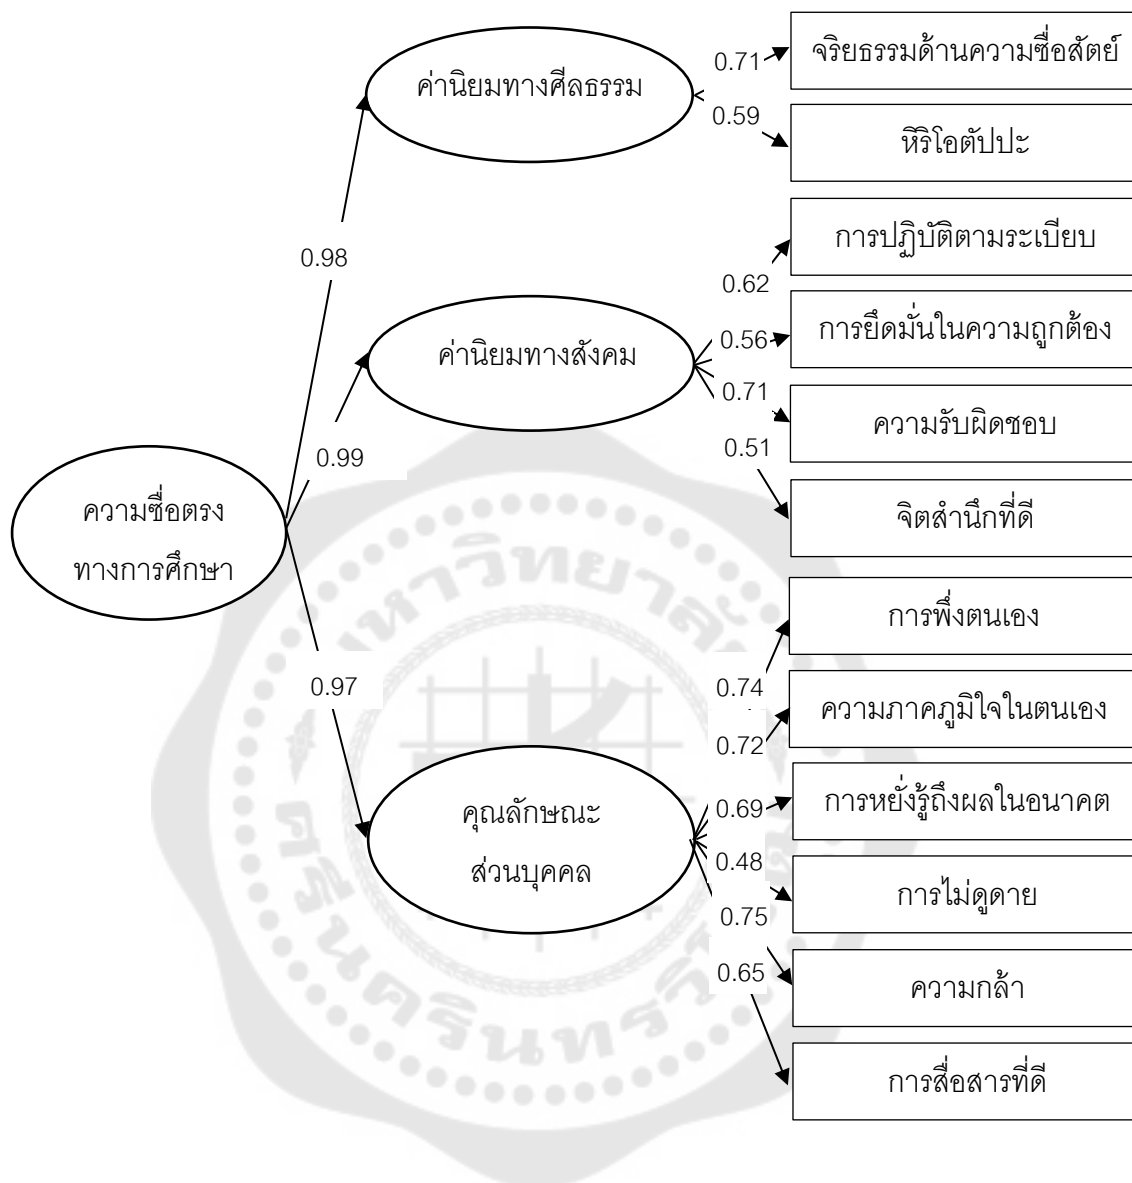 จริยธรรมด้านความซื่อสัตย์
ค่านิยมทางศีลธรรม
0.71
0.59
หิริโอตัปปะ
การปฏิบัติตามระเบียบ
0.98
0.62
การยึดมั่นในความถูกต้อง
0.56
ค่านิยมทางสังคม
0.71
ความรับผิดชอบ
0.51
0.99
จิตสำนึกที่ดี
ความซื่อตรง
ทางการศึกษา
การพึ่งตนเอง
0.97
0.74
ความภาคภูมิใจในตนเอง
0.72
การหยั่งรู้ถึงผลในอนาคต
0.69
คุณลักษณะ
ส่วนบุคคล
0.48
การไม่ดูดาย
0.75
0.65
ความกล้า
การสื่อสารที่ดี